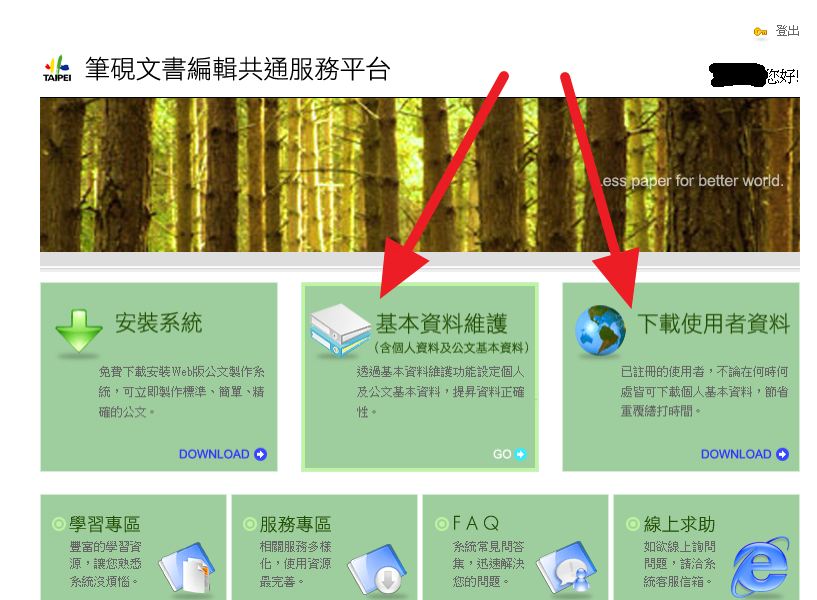 登出
TAIPEI
筆硯文書編輯共通服務平台
您好!
ess paper for better world.
安裝系統
免費下載安裝Web版公文製作系
統，可立即製作標準、簡單、精
確的公文。
DOWNLOAD
基本資料維護
(含個人資料及公文基本資料)
透過基本資料維護功能設定個人
及公文基本資料，提昇資料正確
性。
GO
下載使用者資料
已註冊的使用者，不論在何時何
處皆可下載個人基本資料，節省
重覆繕打時間。
DOWNLOAD
學習專區
豐富的學習資
源，讓您熟悉
系統沒煩惱。
服務專區
相關服務多樣
化，使用資源
最完善。
FAQ
系統常見問答
集，迅速解決
您的問題。
線上求助
如欲線上詢問
問題，請洽系
統客服信箱。